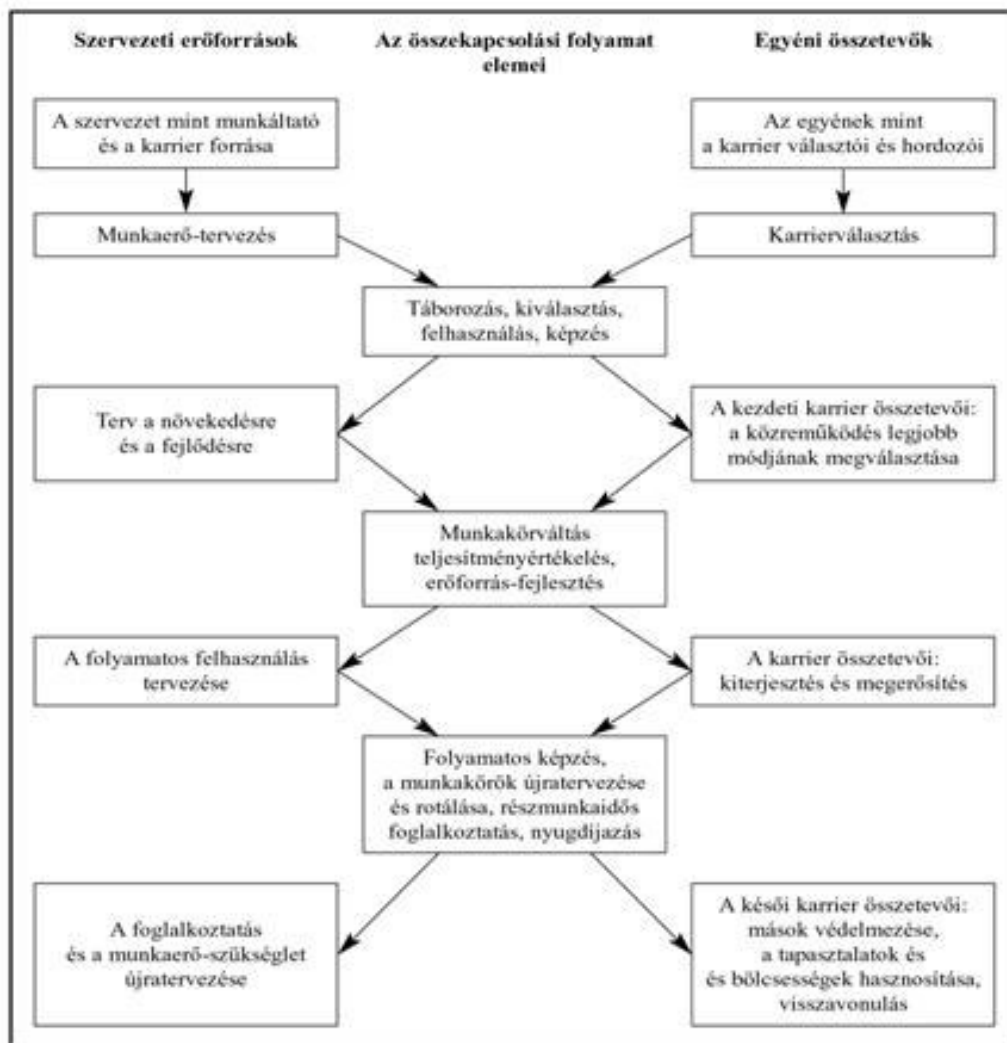 Szervezeti erőforrások
Az összekapcsolási folyamat
elemei
Egyéni összetevők
A szervezet mint munkáltató
és a karrier forrása
Az egyének mint
a karrier választói és hordozói
Munkaerő-tervezés
Karrierválasztás
Táborozás, kiválasztás,
felhasználás, képzés
Terv a növekedésre
és a fejlődésre
A kezdeti karrier összetevői:
a közreműködés legjobb
módjának megválasztása
Munkakörváltás
teljesítményértékelés,
erőforrás-fejlesztés
A folyamatos felhasználás
tervezése
A karrier összetevői:
kiterjesztés és megerősítés
Folyamatos képzés,
a munkakörök újratervezése
és rotálása, részmunkaidős
foglalkoztatás, nyugdíjazás
A foglalkoztatás
és a munkaerő-szükséglet
újratervezése
A késői karrier összetevői:
mások védelmezése,
a tapasztalatok és
és bölcsességek hasznosítása,
visszavonulás